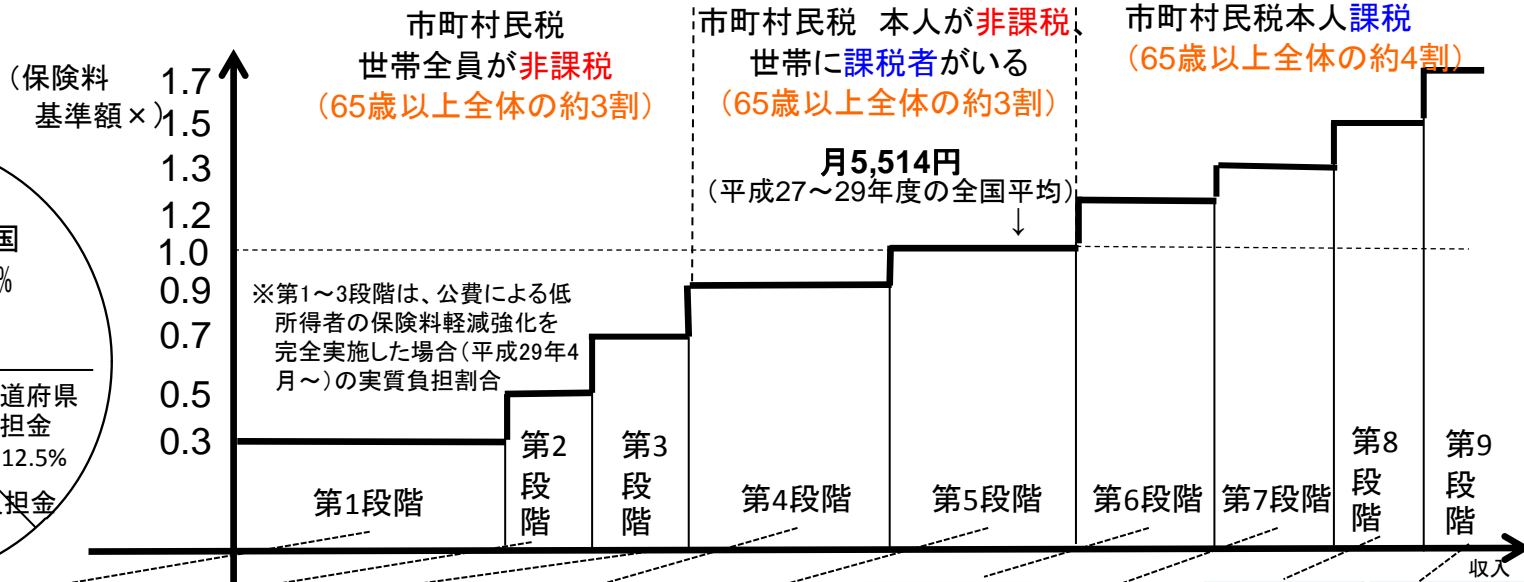 市町村民税
世帯全員が非課税
（65歳以上全体の約3割）
市町村民税 本人が非課税、
世帯に課税者がいる
（65歳以上全体の約3割）
市町村民税本人課税
（65歳以上全体の約4割）
（保険料
基準額×）
1.7
1.5
1.3
1.2
1.0
0.9
0.7
0.5
0.3
月5,514円
（平成27～29年度の全国平均）
↓
※第1～3段階は、公費による低
所得者の保険料軽減強化を
完全実施した場合（平成29年4
月～）の実質負担割合
国
%
道府県
担金
12.5%
担金
第1段階
第2段階
第3段階
第4段階
第5段階
第6段階
第7段階
第8段階
第9段階
収入